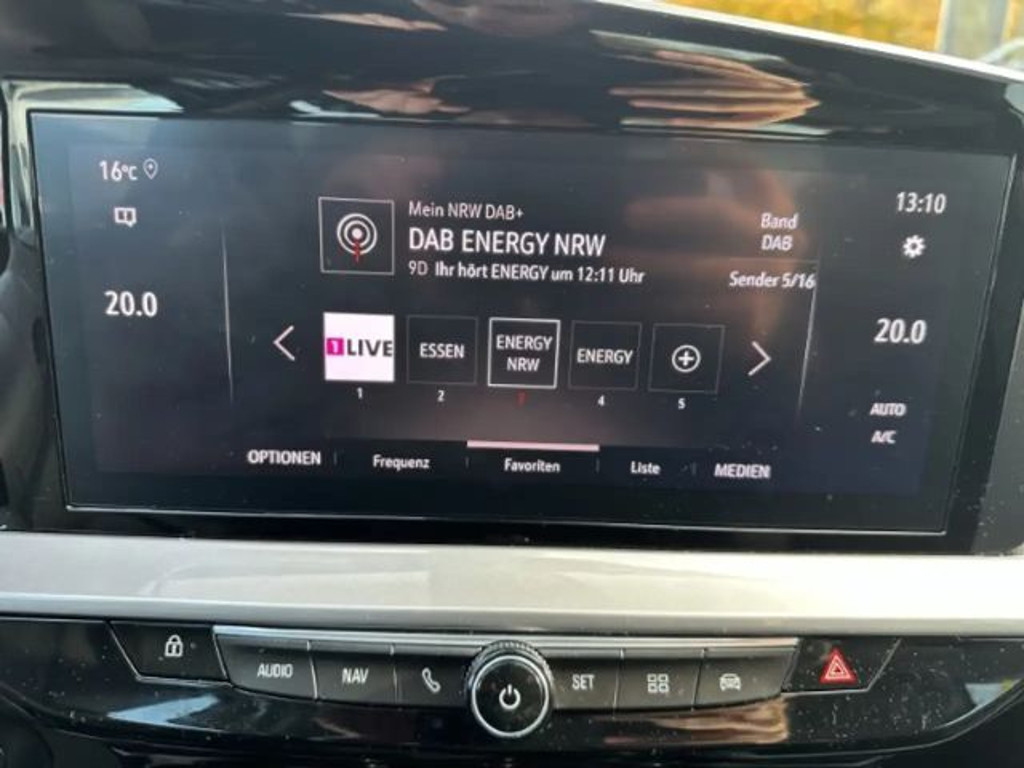 16°C
13:10
Mein NRW DAB+
Band
DAB ENERGY NRW
DAB
9D Ihr hört ENERGY um 12:11 Uhr
Sender 5/16
20.0
20.0
1LIVE
ESSEN
ENERGY
NRW
ENERGY
1
2
3
4
5
AUTO
A/C
OPTIONEN
Frequenz
Favoriten
Liste
MEDIEN
AUDIO
NAV
SET